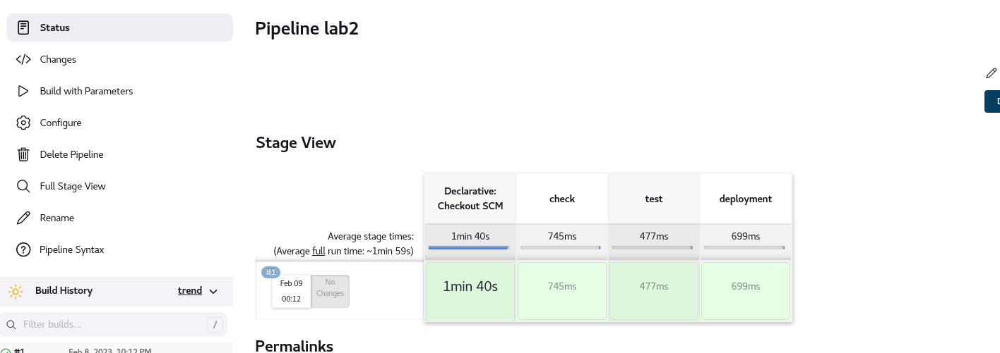 Status
Changes
Build with Parameters
Configure
Delete Pipeline
Full Stage View
Rename
Pipeline Syntax
Build History
trend
Filter builds...
/
#1
Feb 8, 2023, 10:12 PM
Pipeline lab2
Stage View
Declarative:
Checkout SCM
check
test
deployment
Average stage times:
(Average full run time: ~1min 59s)
1min 40s
745ms
477ms
699ms
#1
Feb 09
00:12
No
Changes
1min 40s
745ms
477ms
699ms
Permalinks